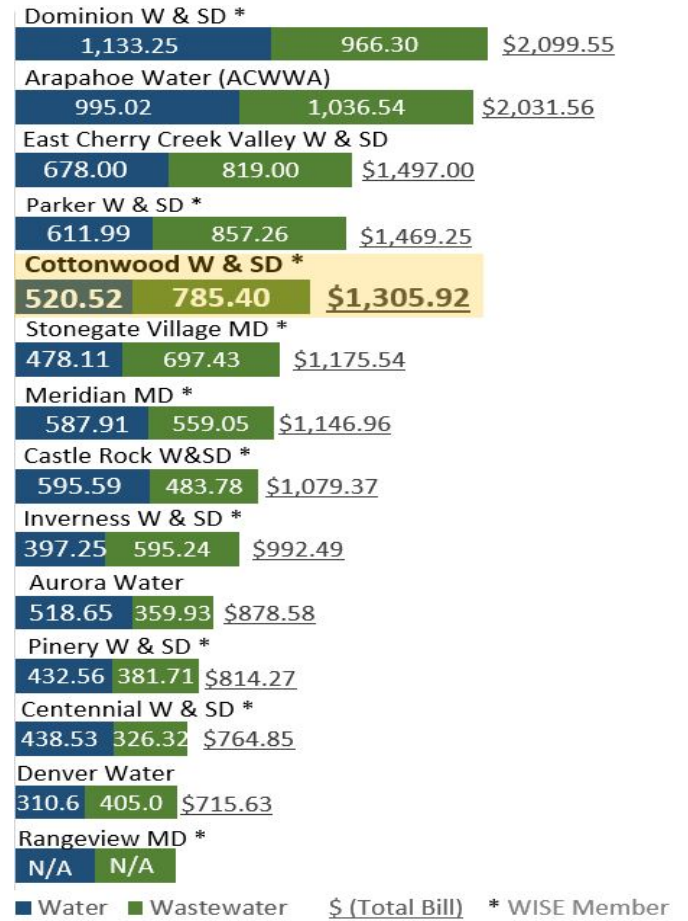 Dominion W & SD *
1,133.25 966.30 $2,099.55
Arapahoe Water (ACWWA)
995.02 1,036.54 $2,031.56
East Cherry Creek Valley W & SD
678.00 819.00 $1,497.00
Parker W & SD *
611.99 857.26 $1,469.25
Cottonwood W & SD *
520.52 785.40 $1,305.92
Stonegate Village MD *
478.11 697.43 $1,175.54
Meridian MD *
587.91 559.05 $1,146.96
Castle Rock W&SD *
595.59 483.78 $1,079.37
Inverness W & SD *
397.25 595.24 $992.49
Aurora Water
518.65 359.93 $878.58
Pinery W & SD *
432.56 381.71 $814.27
Centennial W & SD *
438.53 326.32 $764.85
Denver Water
310.6 405.0 $715.63
Rangeview MD *
N/A N/A
Water Wastewater $ (Total Bill) * WISE Member